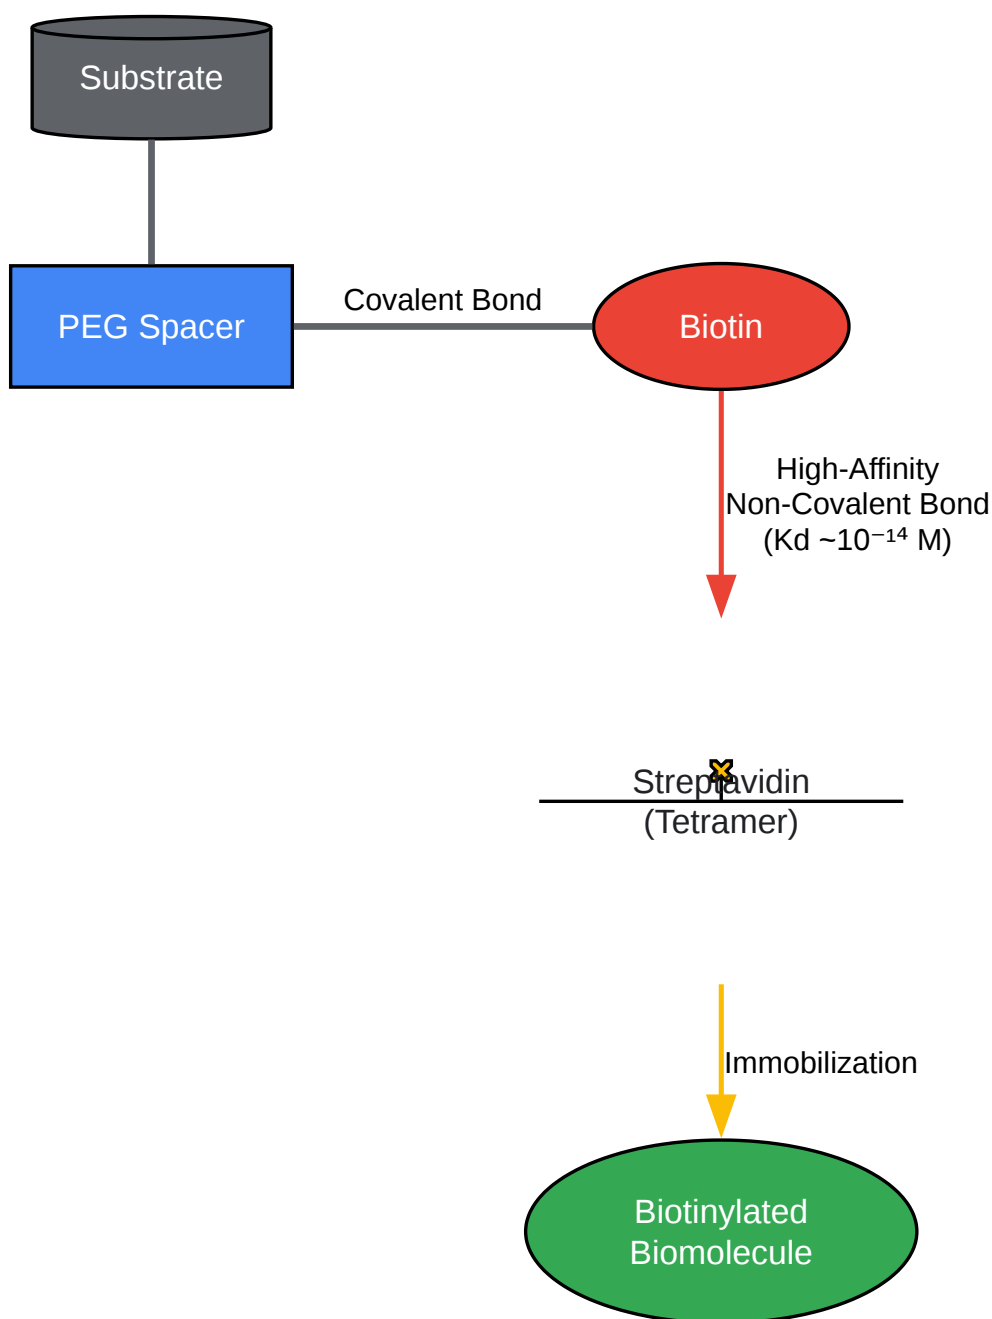 Substrate
PEG Spacer
Covalent Bond
Biotin
High-Affinity
Non-Covalent Bond
(Kd ~10⁻¹⁴ M)
Streptavidin
(Tetramer)
Immobilization
Biotinylated
Biomolecule